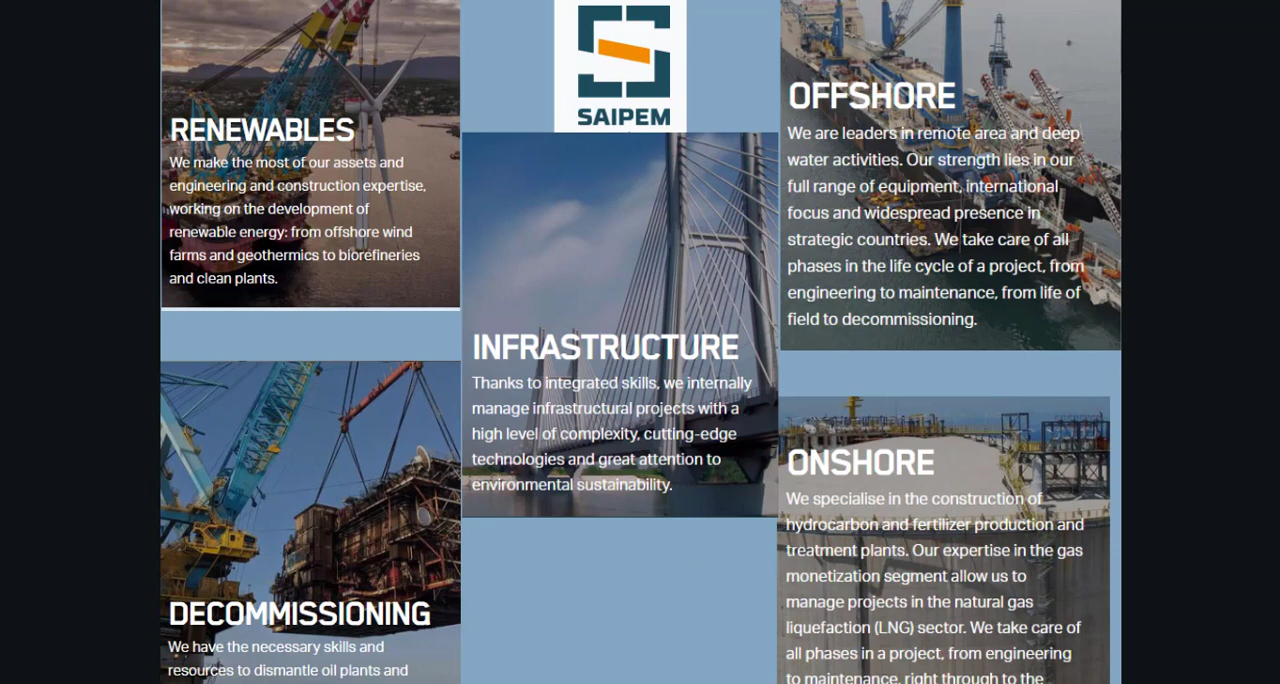 SAIPEM
RENEWABLES
We make the most of our assets and
engineering and construction expertise,
working on the development of
renewable energy: from offshore wind
farms and geothermics to biorefineries
and clean plants.
DECOMMISSIONING
We have the necessary skills and
resources to dismantle oil plants and
INFRASTRUCTURE
Thanks to integrated skills, we internally
manage infrastructural projects with a
high level of complexity, cutting-edge
technologies and great attention to
environmental sustainability.
OFFSHORE
We are leaders in remote area and deep
water activities. Our strength lies in our
full range of equipment, international
focus and widespread presence in
strategic countries. We take care of all
phases in the life cycle of a project, from
engineering to maintenance, from life of
field to decommissioning.
ONSHORE
We specialise in the construction of
hydrocarbon and fertilizer production and
treatment plants. Our expertise in the gas
monetization segment allow us to
manage projects in the natural gas
liquefaction (LNG) sector. We take care of
all phases in a project, from engineering
to maintenance, right through to the